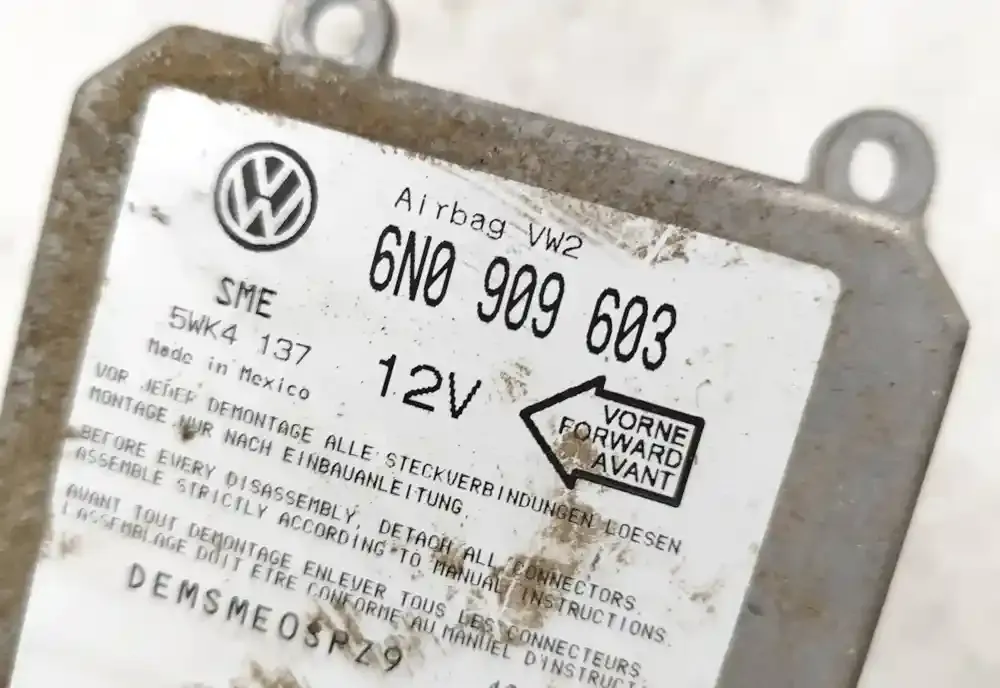 Airbag VW2
6N0 909 603
SME
5WK4 137
Made in Mexico
12V
VORNE
FORWARD
AVANT
VOR JEDER DEMONTAGE ALLE STECKVERBINDUNGEN LOESEN
MONTAGE NUR NACH EINBAUANLEITUNG.
BEFORE EVERY DISASSEMBLY, DETACH ALL CONNECTORS
ASSEMBLE STRICTLY ACCORDING TO MANUAL INSTRUCTIONS.
AVANT TOUT DEMONTAGE ENLEVER TOUS LES CONNECTEURS
L'ASSEMBLAGE DOIT ETRE CONFORME AU MANUEL D'INSTRUCT